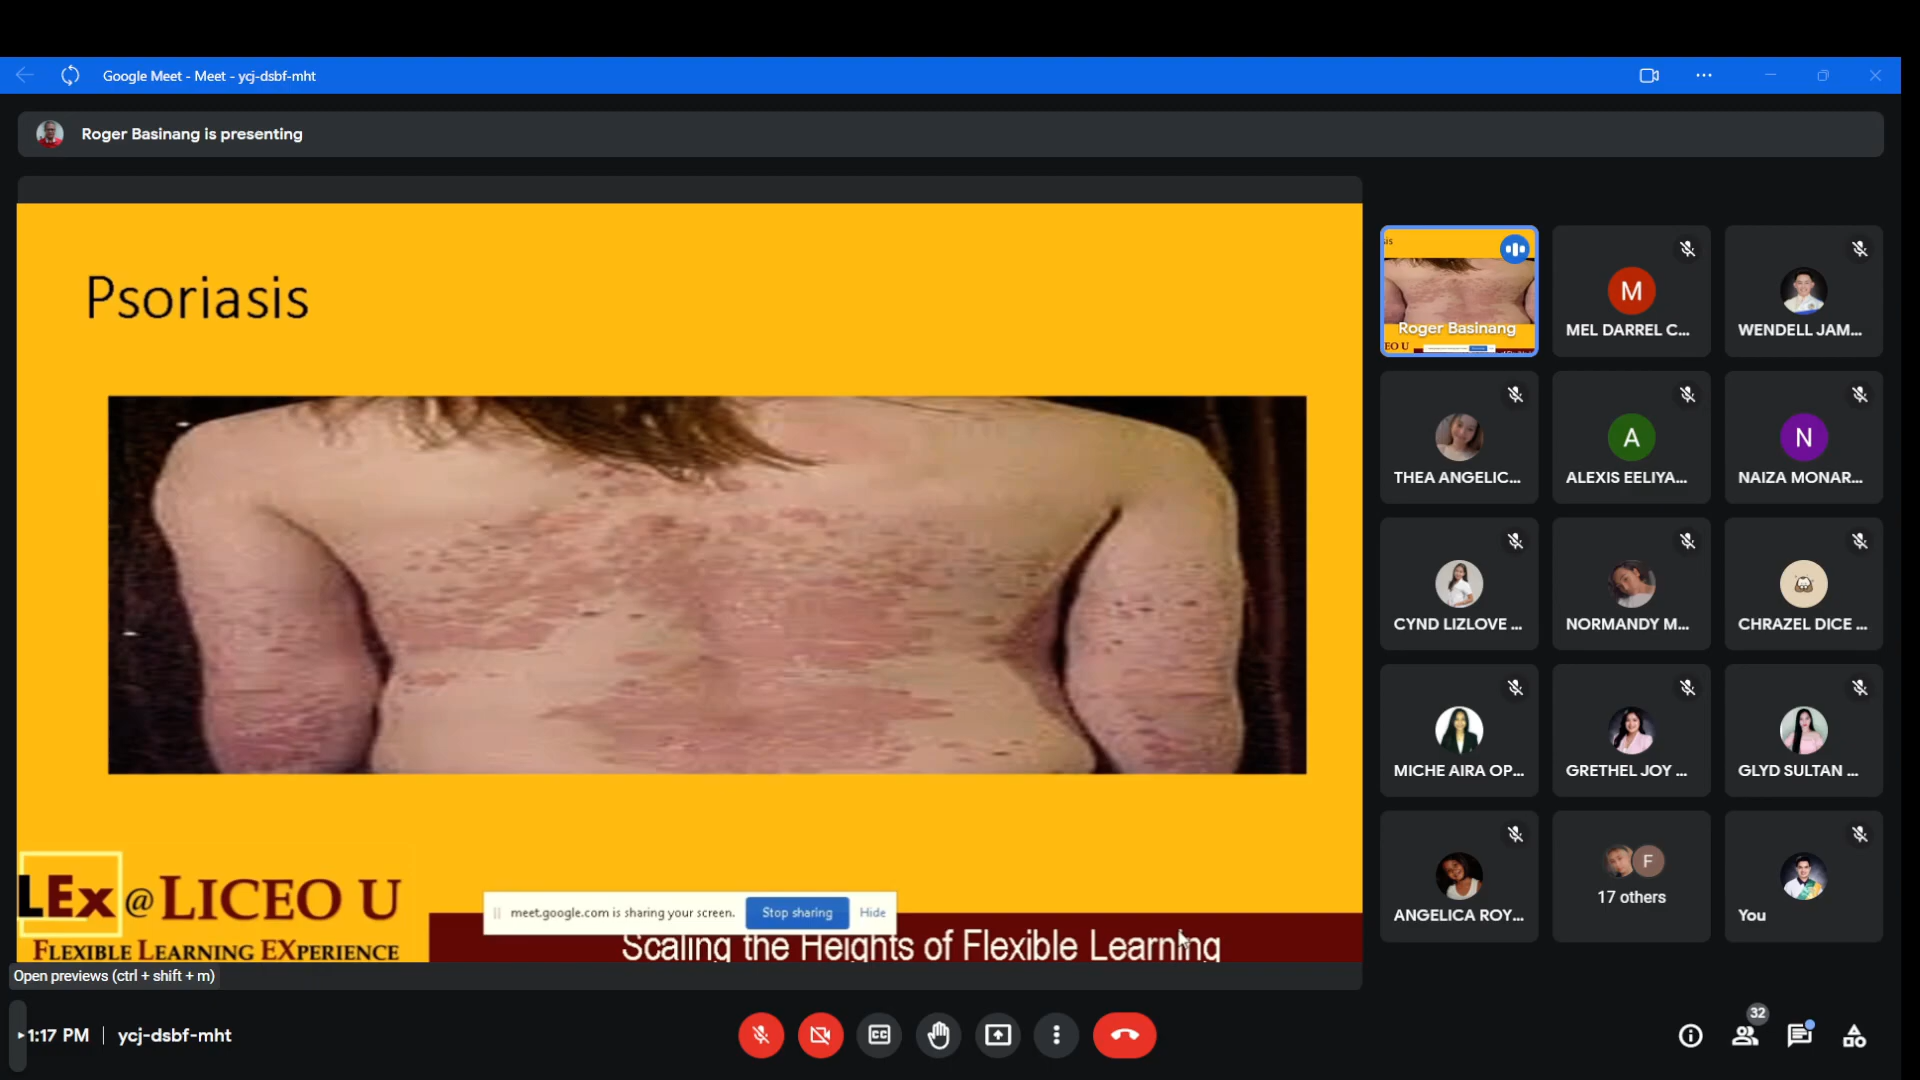 Google Meet - Meet - ycj-dsbf-mht
Roger Basinang is presenting
Psoriasis
LEx @ LICEO U
FLEXIBLE LEARNING EXPERIENCE
meet.google.com is sharing your screen.
Stop sharing
Hide
Scaling the Heights of Flexible Learning
Open previews (ctrl + shift + m)
sis
Roger Basinang
EO U
M
MEL DARREL C...
WENDELL JAM...
THEA ANGELIC...
A
ALEXIS EELIYA...
N
NAIZA MONAR...
CYND LIZLOVE ...
NORMANDY M...
CHRAZEL DICE ...
MICHE AIRA OP...
GRETHEL JOY ...
GLYD SULTAN ...
ANGELICA ROY...
F
17 others
You
1:17 PM
ycj-dsbf-mht
CC
32